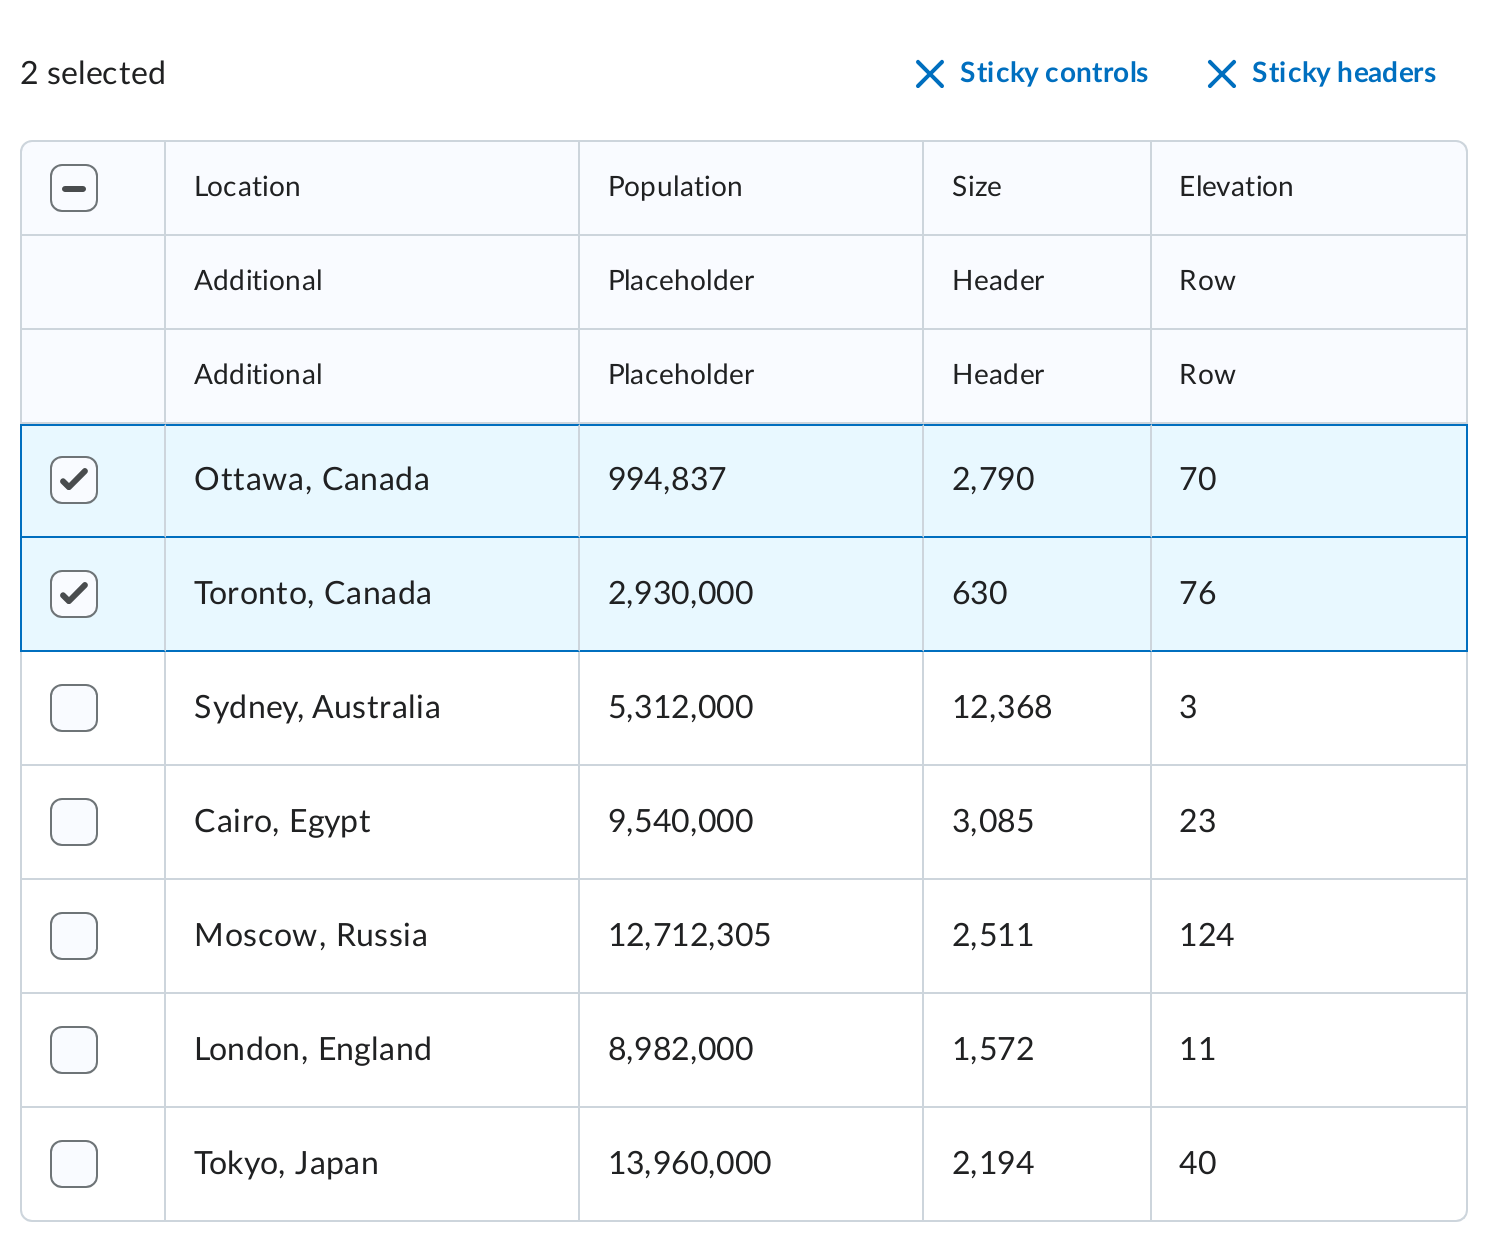 2 selected
Sticky controls
Sticky headers
Location Population Size Elevation
Additional Placeholder Header Row
Additional Placeholder Header Row
Ottawa, Canada 994,837 2,790 70
Toronto, Canada 2,930,000 630 76
Sydney, Australia 5,312,000 12,368 3
Cairo, Egypt 9,540,000 3,085 23
Moscow, Russia 12,712,305 2,511 124
London, England 8,982,000 1,572 11
Tokyo, Japan 13,960,000 2,194 40